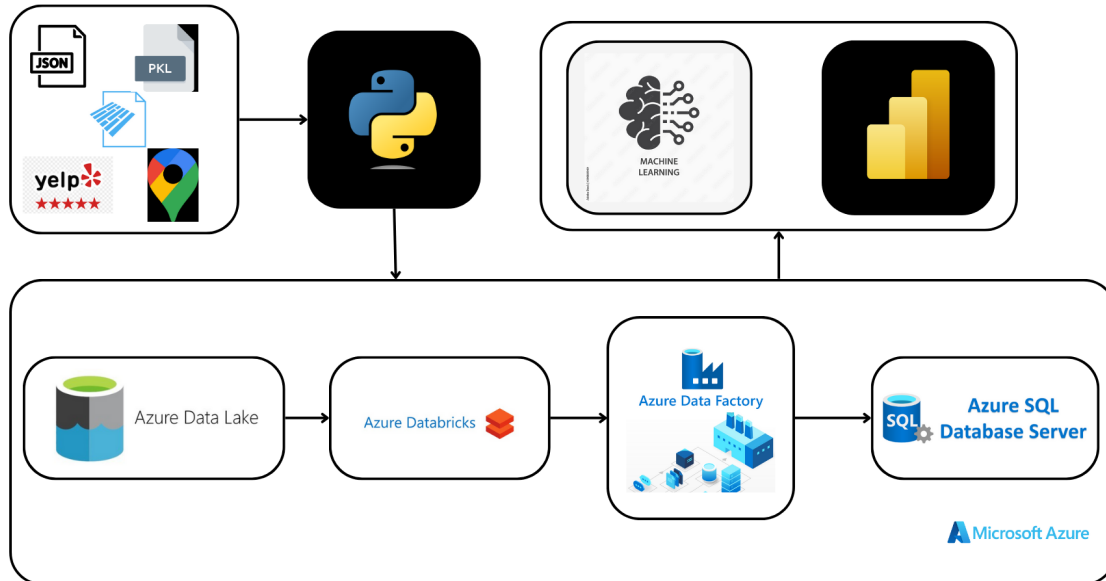 JSON
PKL
yelp
MACHINE
LEARNING
Azure Data Lake
Azure Databricks
Azure Data Factory
SQL
Azure SQL
Database Server
Microsoft Azure